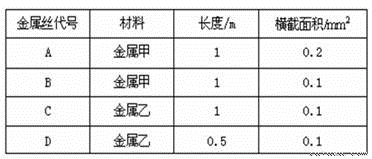 金属丝代号 材料 长度/m 横截面积/mm²
A 金属甲 1 0.2
B 金属甲 1 0.1
C 金属乙 1 0.1
D 金属乙 0.5 0.1